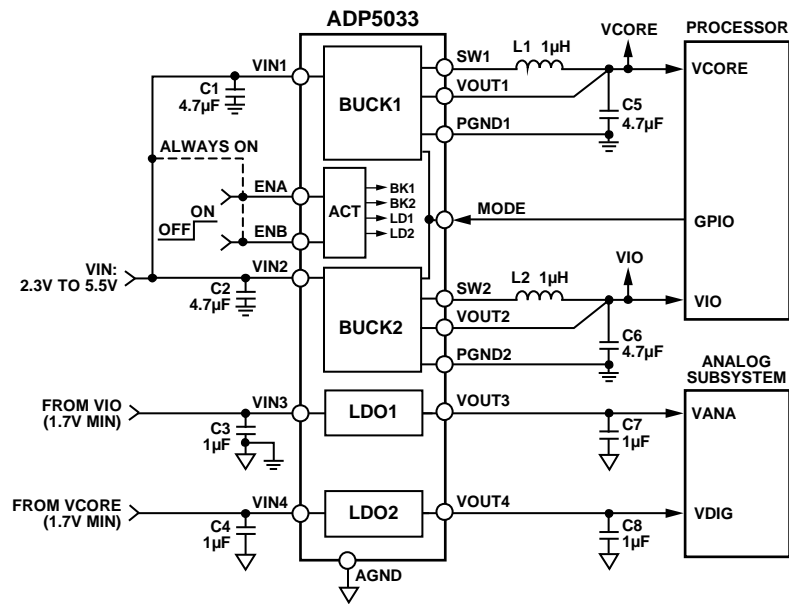 ADP5033
PROCESSOR
VIN1
C1
4.7µF
BUCK1
SW1
L1 1µH
VCORE
VCORE
VOUT1
C5
4.7µF
PGND1
ALWAYS ON
ENA
ACT
BK1
BK2
LD1
LD2
MODE
GPIO
OFF
ON
ENB
VIN:
2.3V TO 5.5V
VIN2
C2
4.7µF
BUCK2
SW2
L2 1µH
VIO
VIO
VOUT2
C6
4.7µF
PGND2
ANALOG
SUBSYSTEM
FROM VIO
(1.7V MIN)
VIN3
C3
1µF
LDO1
VOUT3
C7
1µF
VANA
FROM VCORE
(1.7V MIN)
VIN4
C4
1µF
LDO2
VOUT4
C8
1µF
VDIG
AGND